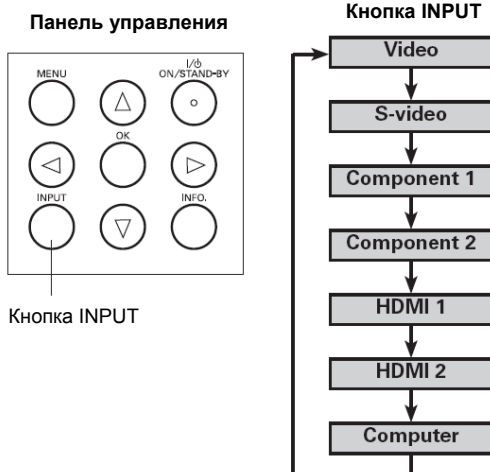 Панель управления
MENU
I/⏻
ON/STAND-BY
OK
INPUT
INFO.
Кнопка INPUT
Кнопка INPUT
Video
S-video
Component 1
Component 2
HDMI 1
HDMI 2
Computer